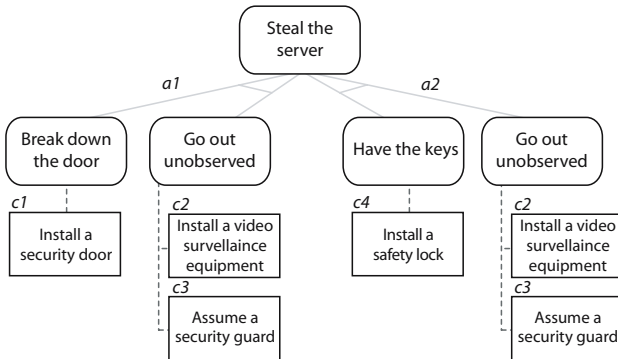 Steal the
server
a1
a2
Break down
the door
Go out
unobserved
Have the keys
Go out
unobserved
c1
Install a
security door
c2
Install a video
survellaince
equipment
c3
Assume a
security guard
c4
Install a
safety lock
c2
Install a video
survellaince
equipment
c3
Assume a
security guard